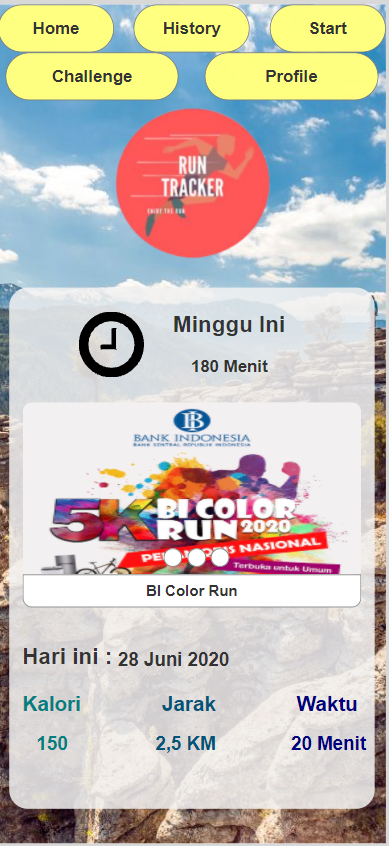 Home History Start
Challenge Profile
RUN
TRACKER
ENJOY THE RUN
Minggu Ini
180 Menit
BANK INDONESIA
BANK SENTRAL REPUBLIK INDONESIA
5K BI COLOR
RUN 2020
NASIONAL
Terbuka untuk Umum
BI Color Run
Hari ini : 28 Juni 2020
Kalori Jarak Waktu
150 2,5 KM 20 Menit